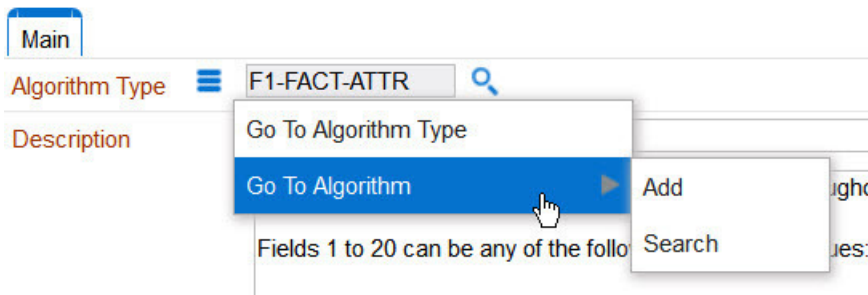 Main
Algorithm Type F1-FACT-ATTR
Go To Algorithm Type
Description
Go To Algorithm
Add
Fields 1 to 20 can be any of the
Search